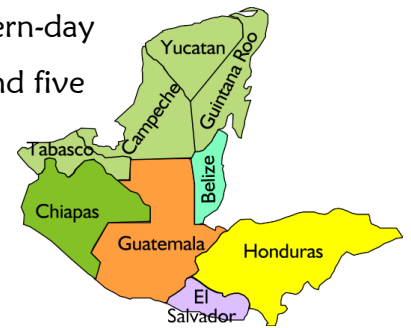 ern-day
nd five
Yucatan
Guintana Roo
Campeche
Tabasco
Belize
Chiapas
Guatemala
Honduras
El
Salvador